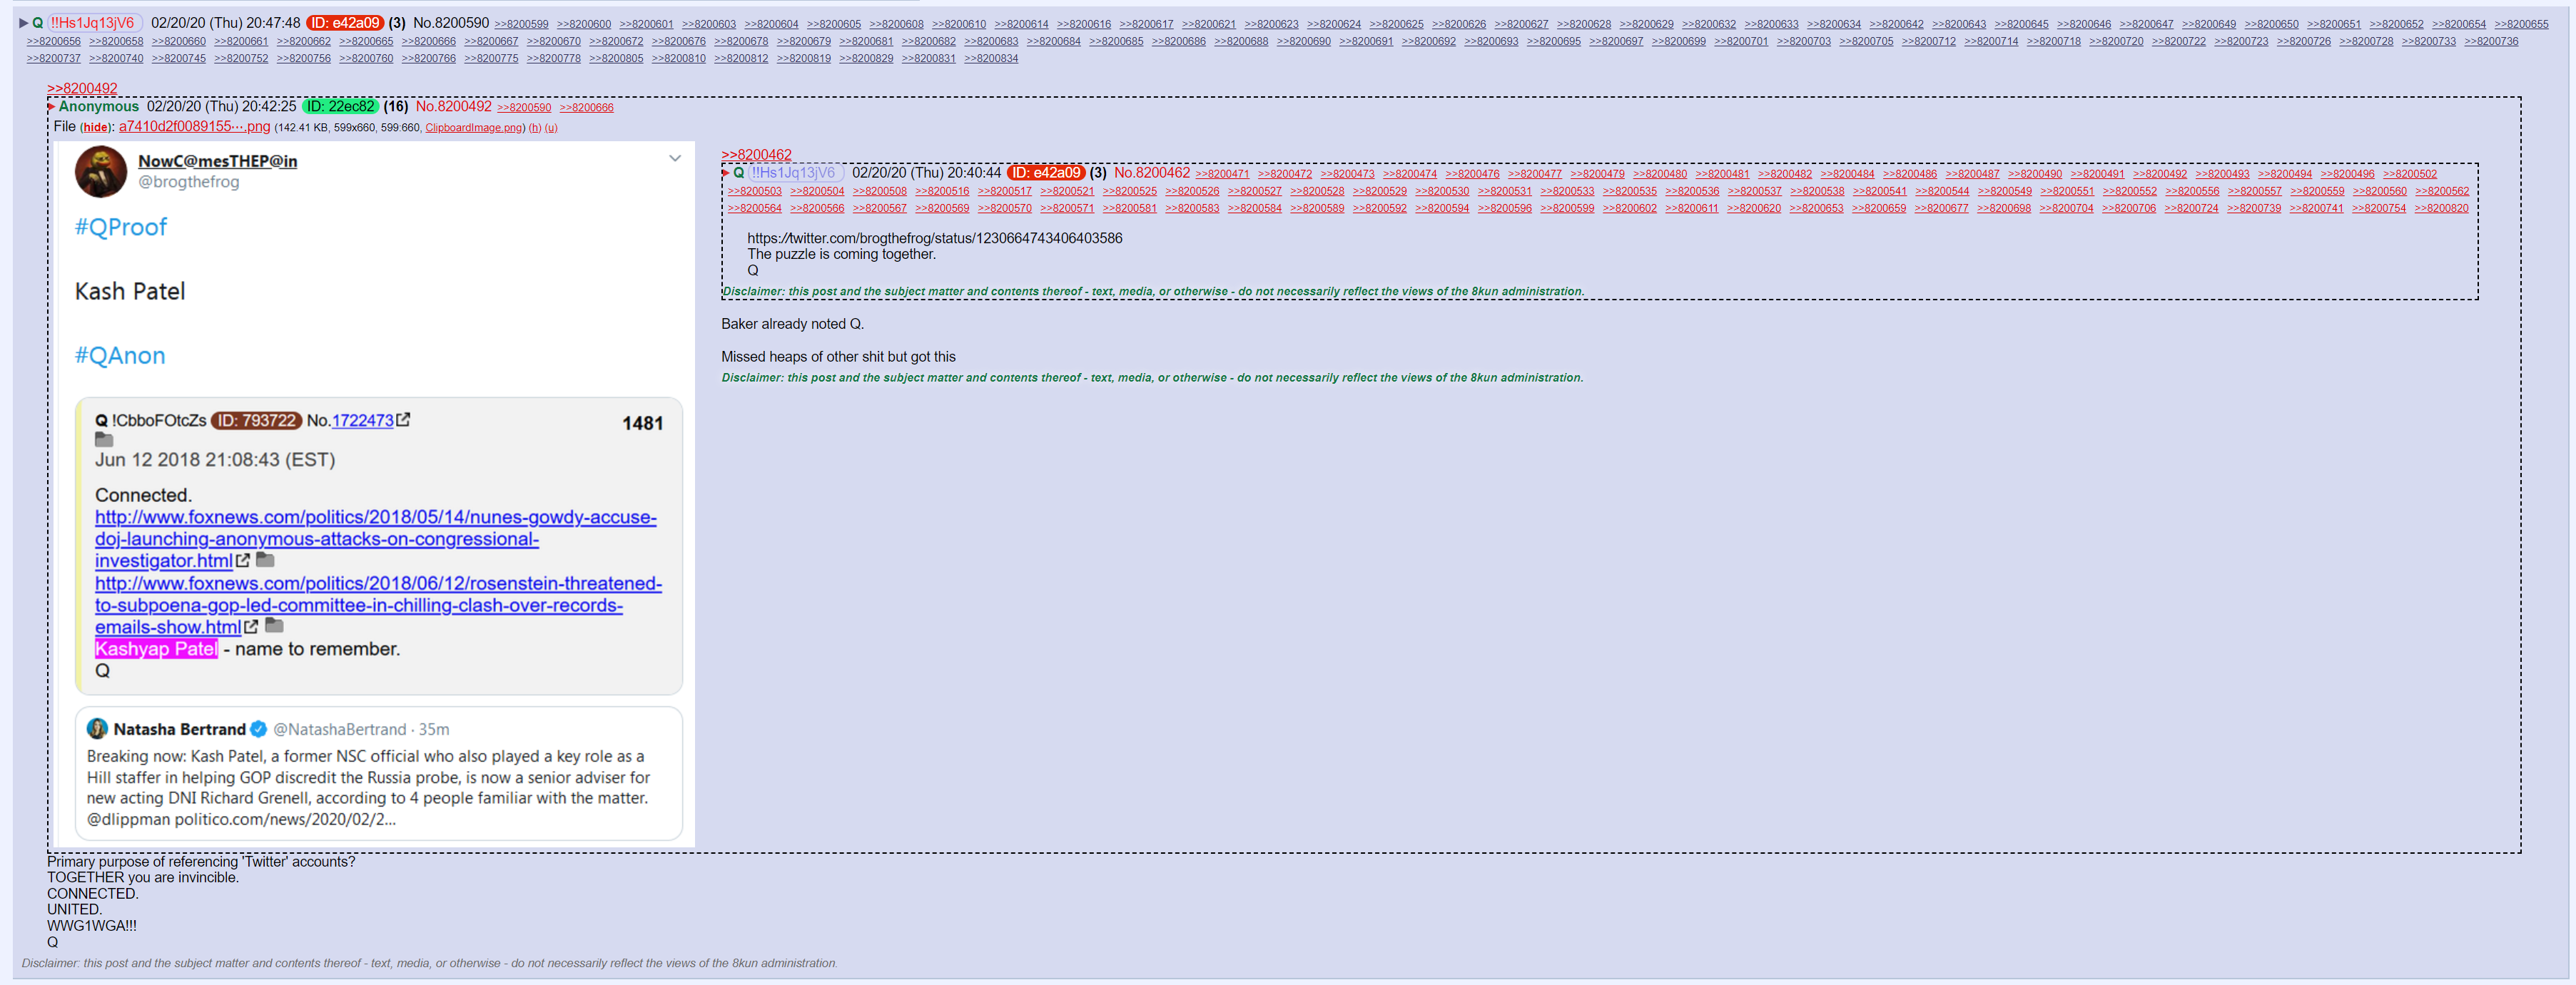 ▶ Q !!Hs1Jq13jV6 02/20/20 (Thu) 20:47:48 ID: e42a09 (3) No.8200590 >>8200599 >>8200600 >>8200601 >>8200603 >>8200604 >>8200605 >>8200608 >>8200610 >>8200614 >>8200616 >>8200617 >>8200621 >>8200623 >>8200624 >>8200625 >>8200626 >>8200627 >>8200628 >>8200629 >>8200632 >>8200633 >>8200634 >>8200642 >>8200643 >>8200645 >>8200646 >>8200647 >>8200649 >>8200650 >>8200651 >>8200652 >>8200654 >>8200655
>>8200656 >>8200658 >>8200660 >>8200661 >>8200662 >>8200665 >>8200666 >>8200667 >>8200670 >>8200672 >>8200676 >>8200678 >>8200679 >>8200681 >>8200682 >>8200683 >>8200684 >>8200685 >>8200686 >>8200688 >>8200690 >>8200691 >>8200692 >>8200693 >>8200695 >>8200697 >>8200699 >>8200701 >>8200703 >>8200705 >>8200712 >>8200714 >>8200718 >>8200720 >>8200722 >>8200723 >>8200726 >>8200728 >>8200733 >>8200736
>>8200737 >>8200740 >>8200745 >>8200752 >>8200756 >>8200760 >>8200766 >>8200775 >>8200778 >>8200805 >>8200810 >>8200812 >>8200819 >>8200829 >>8200831 >>8200834
>>8200492
Anonymous 02/20/20 (Thu) 20:42:25 ID: 22ec82 (16) No.8200492 >>8200590 >>8200666
File (hide): a7410d2f0089155⋯.png (142.41 KB, 599x660, 599:660, ClipboardImage.png) (h) (u)
NowC@mesTHEP@in
@brogthefrog
#QProof
Kash Patel
#QAnon
Q !CbboFOtcZs ID: 793722 No.1722473 1481
Jun 12 2018 21:08:43 (EST)
Connected.
http://www.foxnews.com/politics/2018/05/14/nunes-gowdy-accuse-
doj-launching-anonymous-attacks-on-congressional-
investigator.html
http://www.foxnews.com/politics/2018/06/12/rosenstein-threatened-
to-subpoena-gop-led-committee-in-chilling-clash-over-records-
emails-show.html
Kashyap Patel - name to remember.
Q
Natasha Bertrand @NatashaBertrand · 35m
Breaking now: Kash Patel, a former NSC official who also played a key role as a
Hill staffer in helping GOP discredit the Russia probe, is now a senior adviser for
new acting DNI Richard Grenell, according to 4 people familiar with the matter.
@dlippman politico.com/news/2020/02/2...
>>8200462
Q !!Hs1Jq13jV6 02/20/20 (Thu) 20:40:44 ID: e42a09 (3) No.8200462 >>8200471 >>8200472 >>8200473 >>8200474 >>8200476 >>8200477 >>8200479 >>8200480 >>8200481 >>8200482 >>8200484 >>8200486 >>8200487 >>8200490 >>8200491 >>8200492 >>8200493 >>8200494 >>8200496 >>8200502
>>8200503 >>8200504 >>8200508 >>8200516 >>8200517 >>8200521 >>8200525 >>8200526 >>8200527 >>8200528 >>8200529 >>8200530 >>8200531 >>8200533 >>8200535 >>8200536 >>8200537 >>8200538 >>8200541 >>8200544 >>8200549 >>8200551 >>8200552 >>8200556 >>8200557 >>8200559 >>8200560 >>8200562
>>8200564 >>8200566 >>8200567 >>8200569 >>8200570 >>8200571 >>8200581 >>8200583 >>8200584 >>8200589 >>8200592 >>8200594 >>8200596 >>8200599 >>8200602 >>8200611 >>8200620 >>8200653 >>8200659 >>8200677 >>8200698 >>8200704 >>8200706 >>8200724 >>8200739 >>8200741 >>8200754 >>8200820
https://twitter.com/brogthefrog/status/1230664743406403586
The puzzle is coming together.
Q
Disclaimer: this post and the subject matter and contents thereof - text, media, or otherwise - do not necessarily reflect the views of the 8kun administration.
Baker already noted Q.
Missed heaps of other shit but got this
Disclaimer: this post and the subject matter and contents thereof - text, media, or otherwise - do not necessarily reflect the views of the 8kun administration.
Primary purpose of referencing 'Twitter' accounts?
TOGETHER you are invincible.
CONNECTED.
UNITED.
WWG1WGA!!!
Q
Disclaimer: this post and the subject matter and contents thereof - text, media, or otherwise - do not necessarily reflect the views of the 8kun administration.